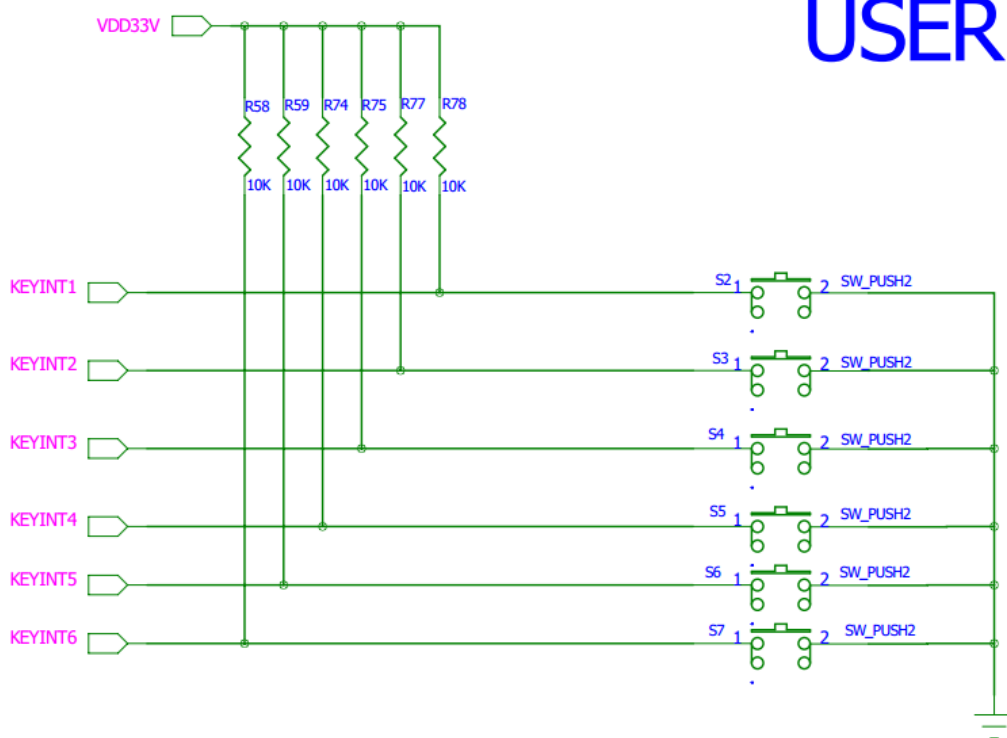 USER
VDD33V
R58 R59 R74 R75 R77 R78
10K 10K 10K 10K 10K 10K
KEYINT1 S2 1 2 SW_PUSH2
KEYINT2 S3 1 2 SW_PUSH2
KEYINT3 S4 1 2 SW_PUSH2
KEYINT4 S5 1 2 SW_PUSH2
KEYINT5 S6 1 2 SW_PUSH2
KEYINT6 S7 1 2 SW_PUSH2